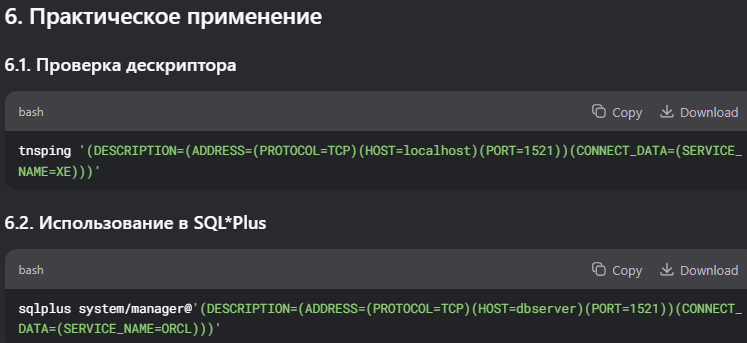 6. Практическое применение
6.1. Проверка дескриптора
bash
Copy
Download
tnsping '(DESCRIPTION=(ADDRESS=(PROTOCOL=TCP)(HOST=localhost)(PORT=1521))(CONNECT_DATA=(SERVICE_
NAME=XE)))'
6.2. Использование в SQL*Plus
bash
Copy
Download
sqlplus system/manager@'(DESCRIPTION=(ADDRESS=(PROTOCOL=TCP)(HOST=dbserver)(PORT=1521))(CONNECT_
DATA=(SERVICE_NAME=ORCL)))'